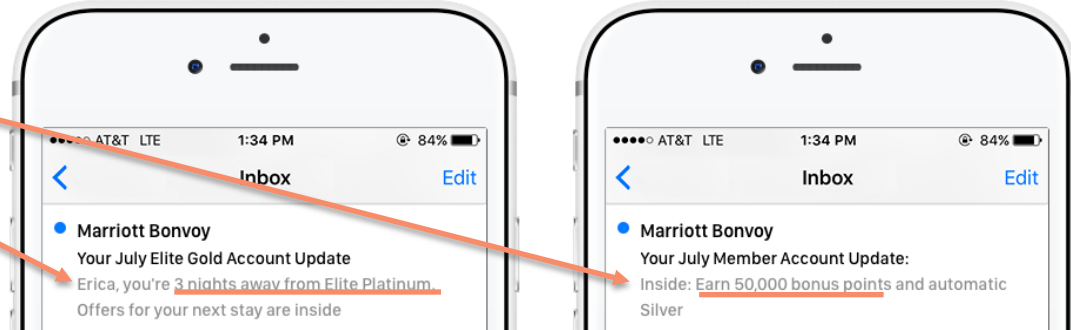 AT&T LTE
1:34 PM
84%
Inbox
Edit
Marriott Bonvoy
Your July Elite Gold Account Update
Erica, you're 3 nights away from Elite Platinum.
Offers for your next stay are inside
AT&T LTE
1:34 PM
84%
Inbox
Edit
Marriott Bonvoy
Your July Member Account Update:
Inside: Earn 50,000 bonus points and automatic
Silver